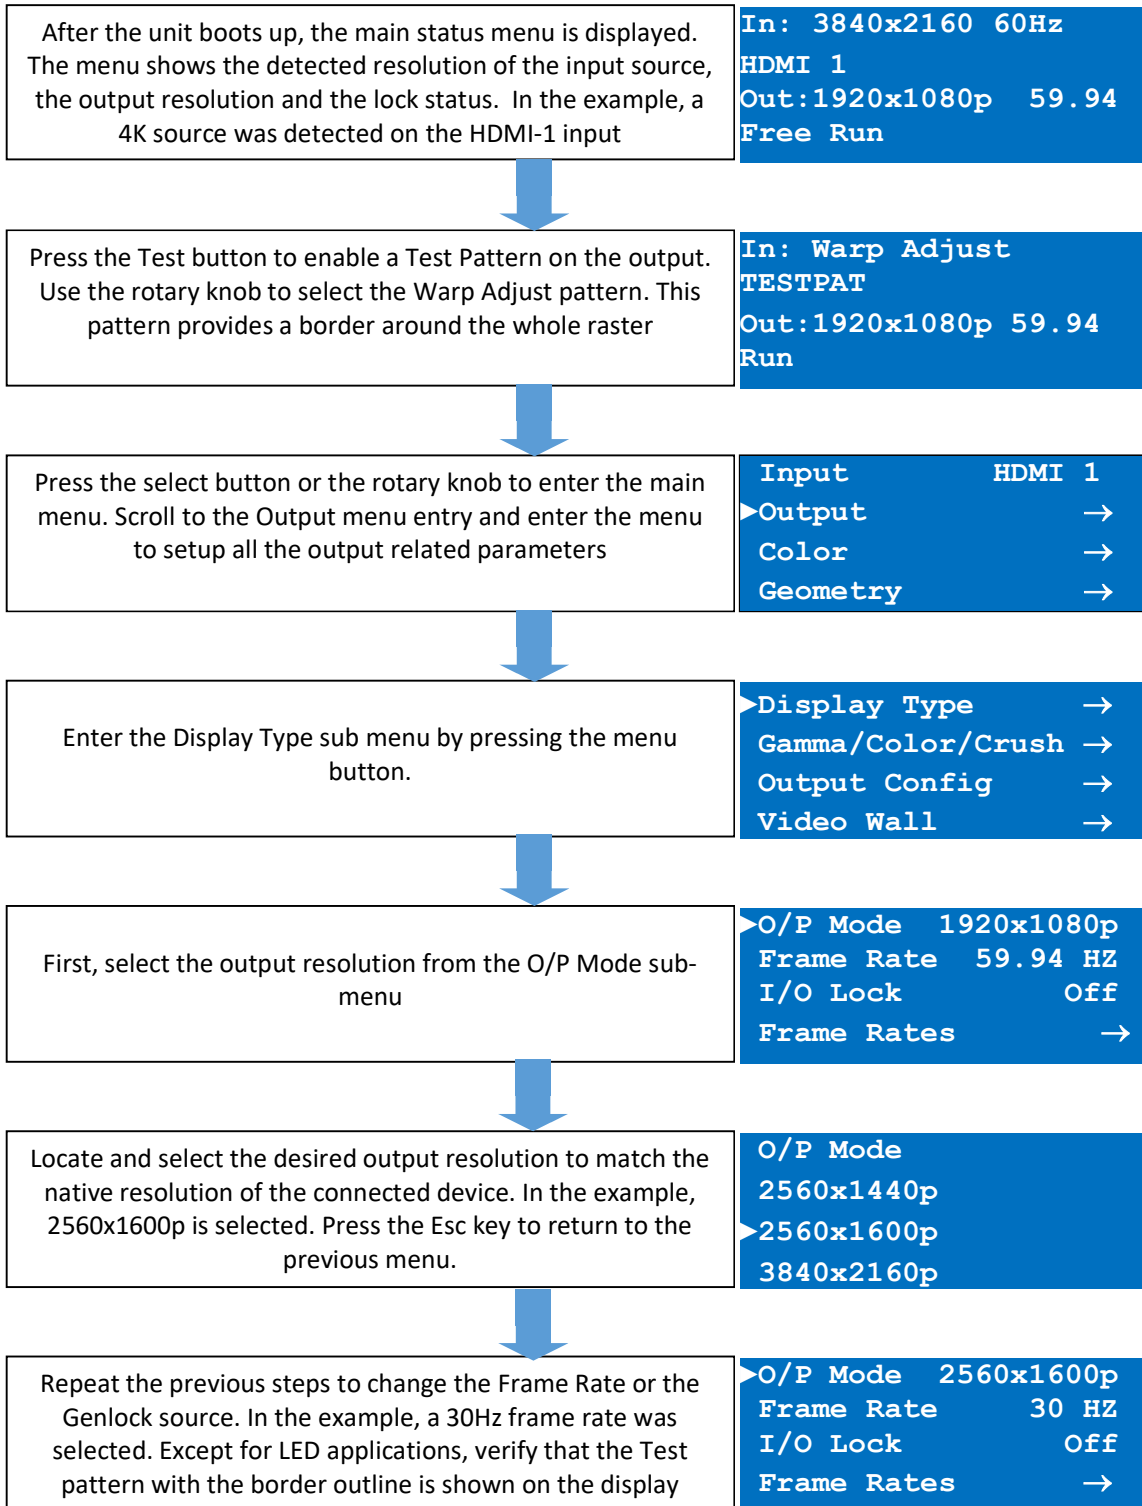 After the unit boots up, the main status menu is displayed.
The menu shows the detected resolution of the input source,
the output resolution and the lock status.  In the example, a
4K source was detected on the HDMI-1 input
In: 3840x2160 60Hz
HDMI 1
Out:1920x1080p  59.94
Free Run
Press the Test button to enable a Test Pattern on the output.
Use the rotary knob to select the Warp Adjust pattern. This
pattern provides a border around the whole raster
In: Warp Adjust
TESTPAT
Out:1920x1080p 59.94
Run
Press the select button or the rotary knob to enter the main
menu. Scroll to the Output menu entry and enter the menu
to setup all the output related parameters
Input HDMI 1
►Output →
Color →
Geometry →
Enter the Display Type sub menu by pressing the menu
button.
►Display Type →
Gamma/Color/Crush →
Output Config →
Video Wall →
First, select the output resolution from the O/P Mode sub-
menu
►O/P Mode 1920x1080p
Frame Rate 59.94 HZ
I/O Lock Off
Frame Rates →
Locate and select the desired output resolution to match the
native resolution of the connected device. In the example,
2560x1600p is selected. Press the Esc key to return to the
previous menu.
O/P Mode
2560x1440p
►2560x1600p
3840x2160p
Repeat the previous steps to change the Frame Rate or the
Genlock source. In the example, a 30Hz frame rate was
selected. Except for LED applications, verify that the Test
pattern with the border outline is shown on the display
►O/P Mode 2560x1600p
Frame Rate 30 HZ
I/O Lock Off
Frame Rates →